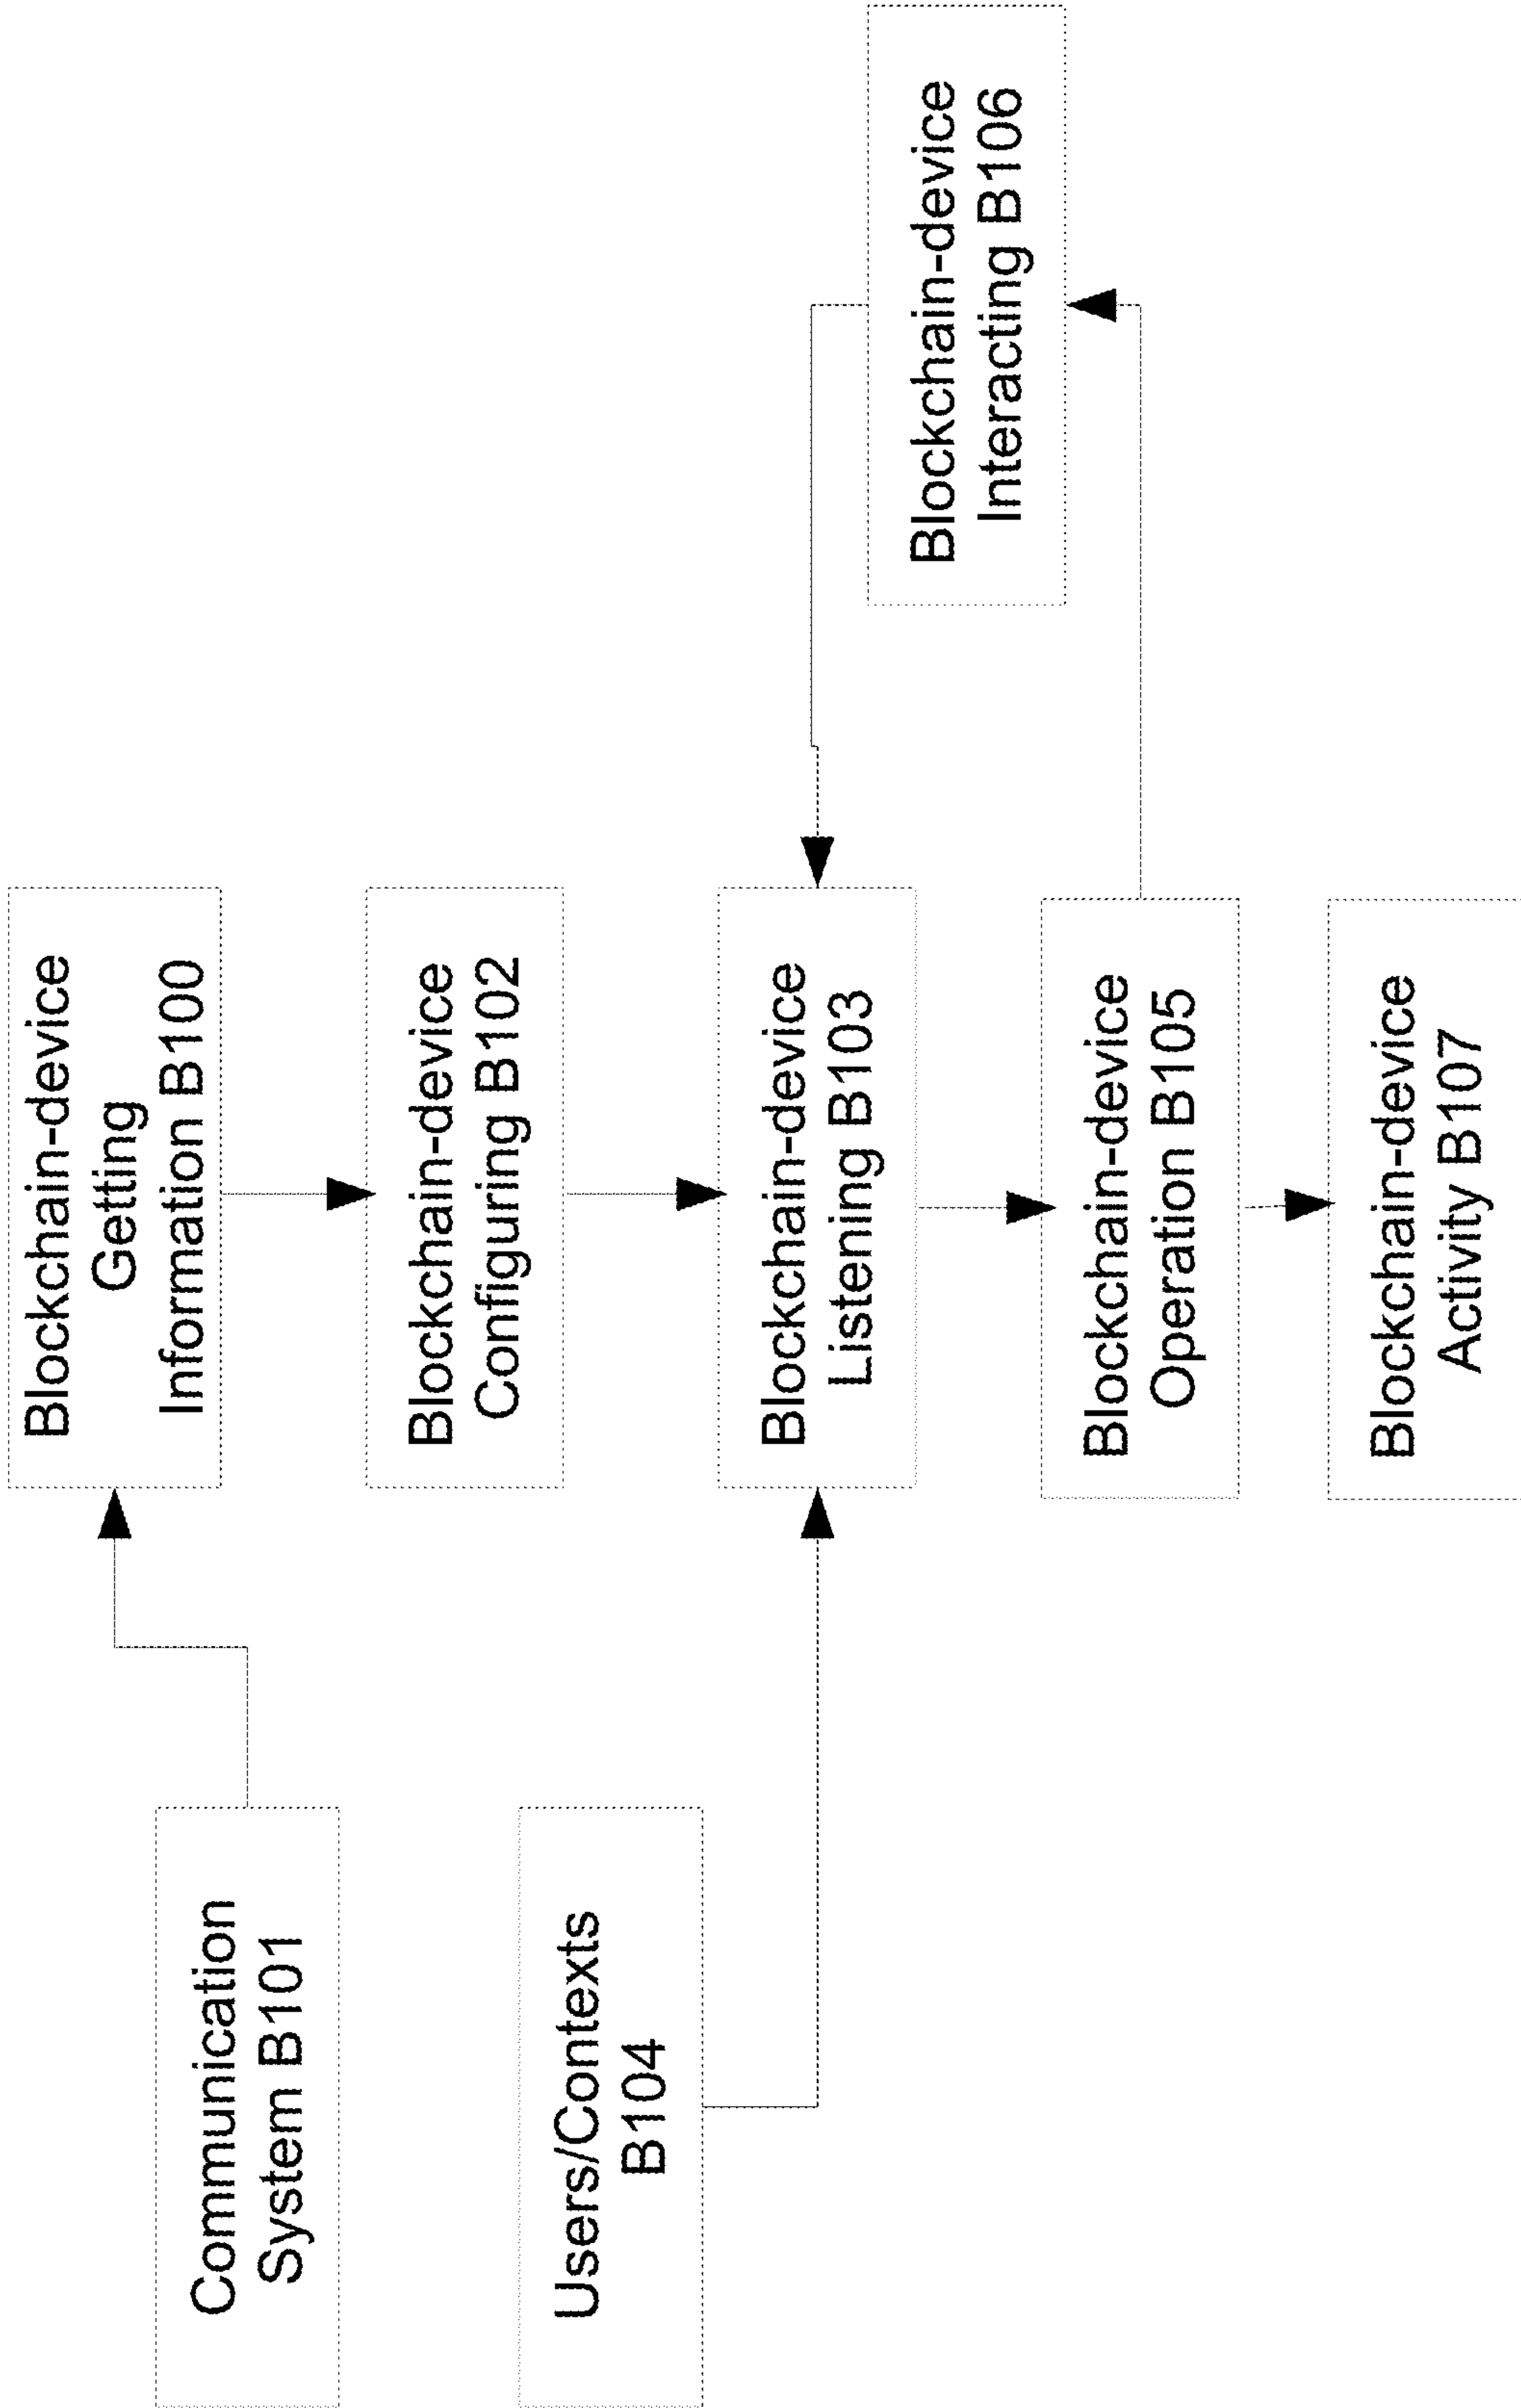 Blockchain-device
Getting
Information B100
Communication
System B101
Blockchain-device
Configuring B102
Users/Contexts
B104
Blockchain-device
Listening B103
Blockchain-device
Interacting B106
Blockchain-device
Operation B105
Blockchain-device
Activity B107